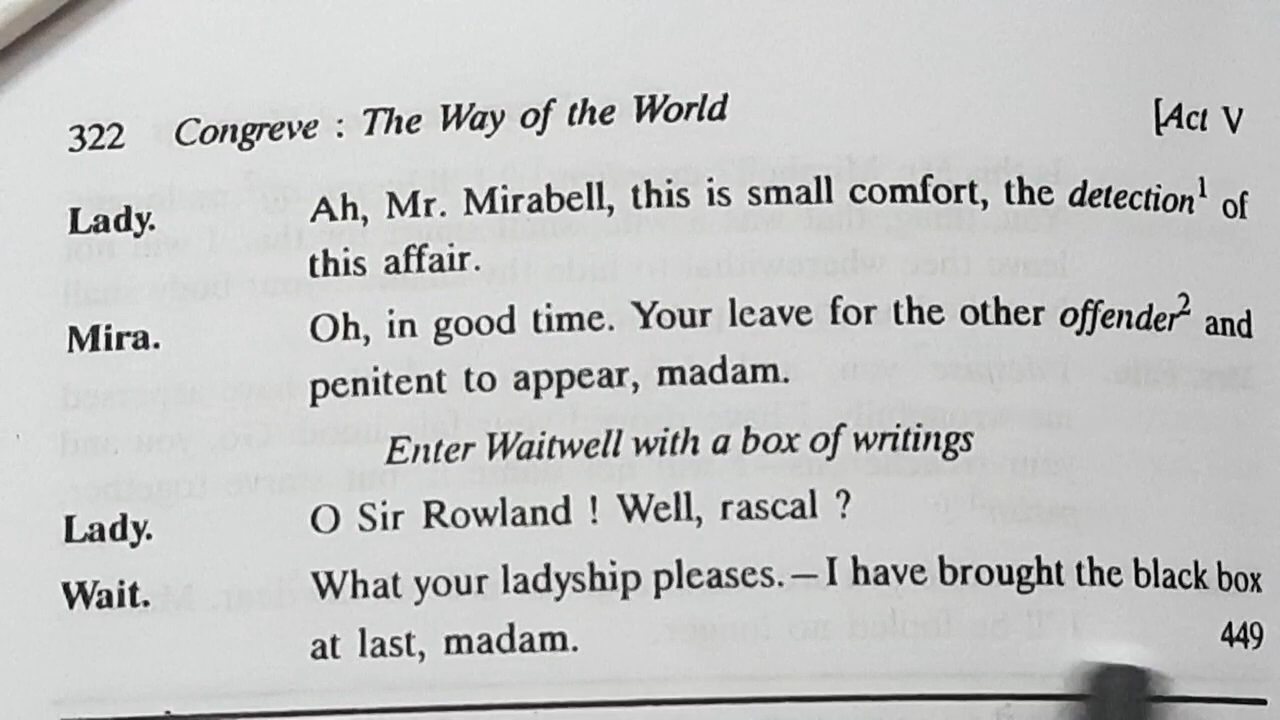 322 Congreve : The Way of the World [Act V
Lady. Ah, Mr. Mirabell, this is small comfort, the detection¹ of
this affair.
Mira. Oh, in good time. Your leave for the other offender² and
penitent to appear, madam.
Enter Waitwell with a box of writings
Lady. O Sir Rowland ! Well, rascal ?
Wait. What your ladyship pleases.—I have brought the black box
at last, madam. 449